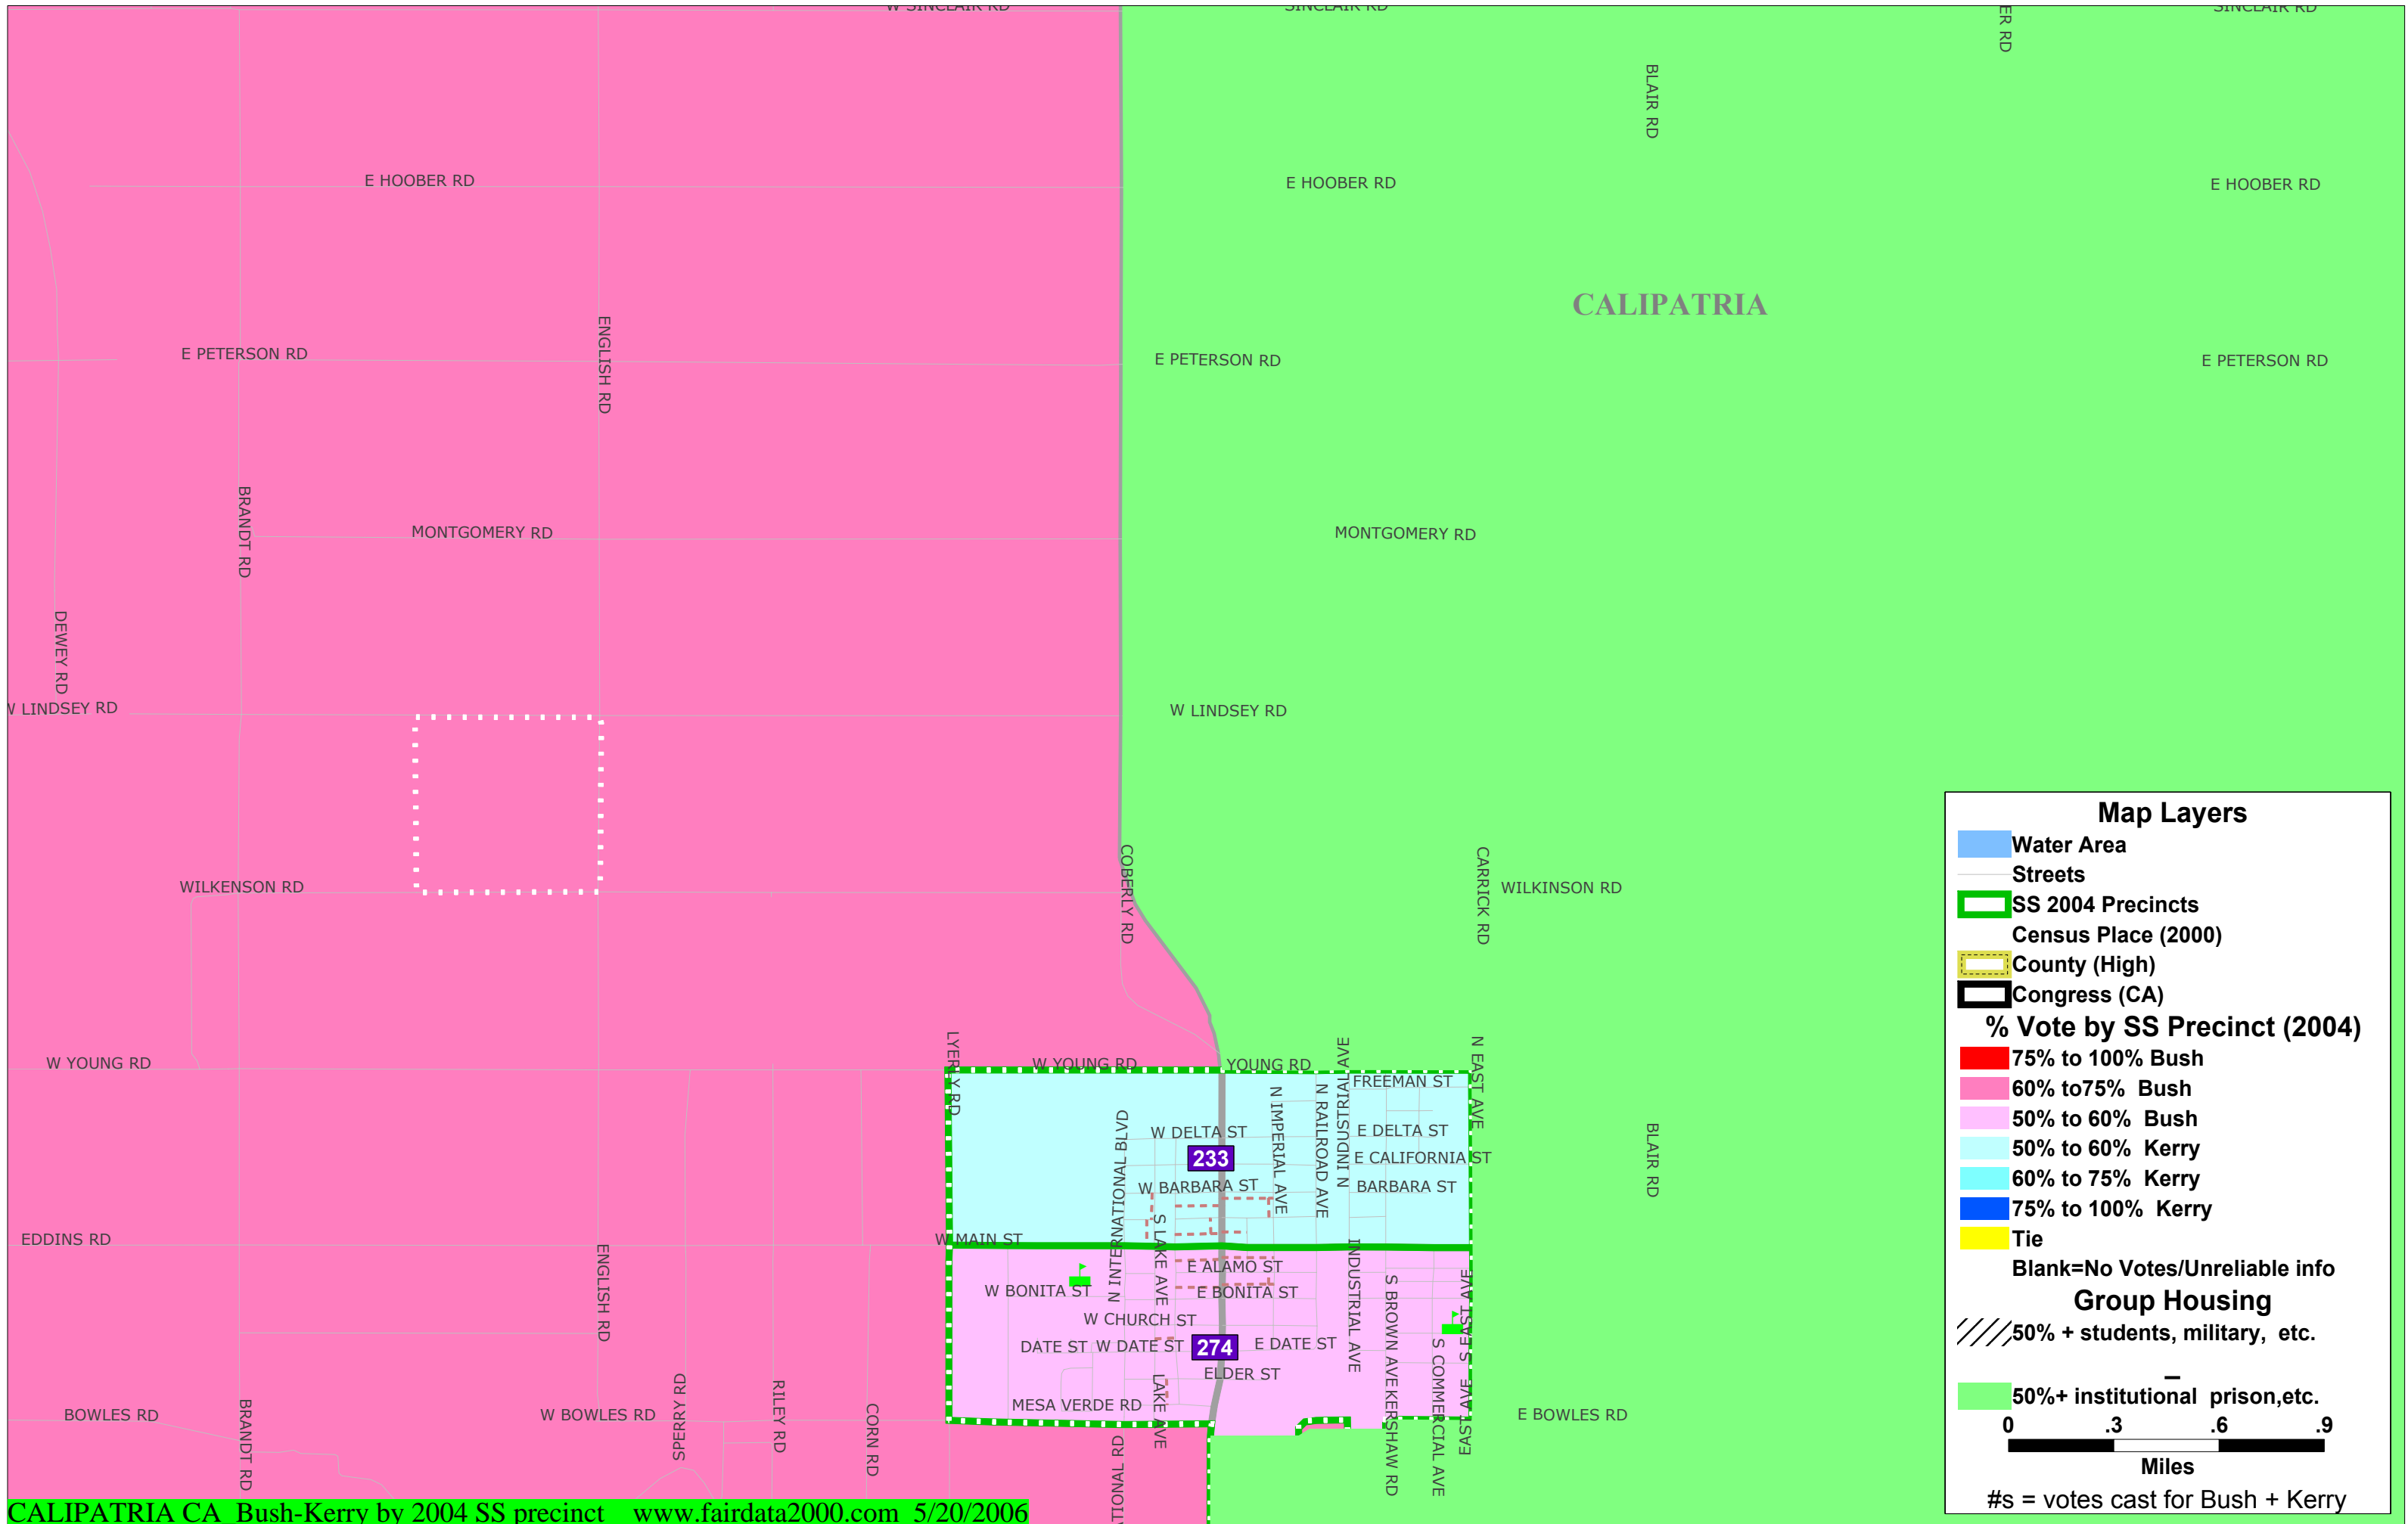 W SINCLAIR RD
SINCLAIR RD
SINCLAIR RD
ER RD
BLAIR RD
E HOOBER RD
E HOOBER RD
E HOOBER RD
CALIPATRIA
ENGLISH RD
E PETERSON RD
E PETERSON RD
E PETERSON RD
BRANDT RD
MONTGOMERY RD
MONTGOMERY RD
DEWEY RD
W LINDSEY RD
W LINDSEY RD
COBERLY RD
CARRICK RD
WILKENSON RD
WILKINSON RD
W YOUNG RD
LYERLY RD
W YOUNG RD
YOUNG RD
N INDUSTRIAL AVE
N EAST AVE
FREEMAN ST
N IMPERIAL AVE
N RAILROAD AVE
N INTERNATIONAL BLVD
W DELTA ST
E DELTA ST
233
E CALIFORNIA ST
W BARBARA ST
BARBARA ST
BLAIR RD
S LAKE AVE
EDDINS RD
W MAIN ST
ENGLISH RD
E ALAMO ST
INDUSTRIAL AVE
S BROWN AVE
S EAST AVE
W BONITA ST
E BONITA ST
W CHURCH ST
DATE ST
W DATE ST
274
E DATE ST
S COMMERCIAL AVE
ELDER ST
LAKE AVE
KERSHAW RD
EAST AVE
MESA VERDE RD
SPERRY RD
RILEY RD
CORN RD
BOWLES RD
BRANDT RD
W BOWLES RD
E BOWLES RD
TIONAL RD
Map Layers
Water Area
Streets
SS 2004 Precincts
Census Place (2000)
County (High)
Congress (CA)
% Vote by SS Precinct (2004)
75% to 100% Bush
60% to75% Bush
50% to 60% Bush
50% to 60% Kerry
60% to 75% Kerry
75% to 100% Kerry
Tie
Blank=No Votes/Unreliable info
Group Housing
50% + students, military, etc.
50%+ institutional prison,etc.
0 .3 .6 .9
Miles
#s = votes cast for Bush + Kerry
CALIPATRIA CA Bush-Kerry by 2004 SS precinct www.fairdata2000.com 5/20/2006